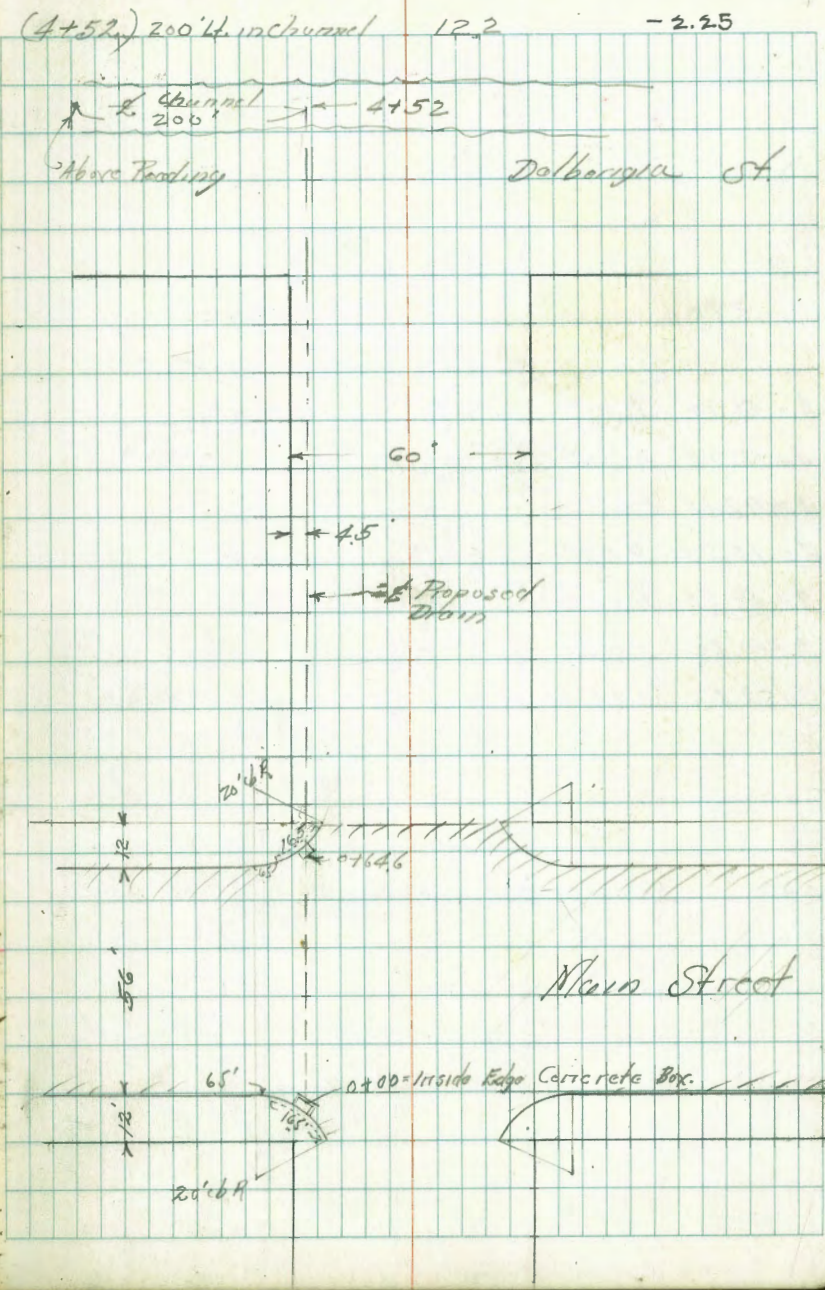 (4+52) 200' Lt. in channel 12.2 -2.25
℄ channel 4+52
200'
Above Reading
Dalborigia St.
60'
4.5
℄ Proposed
Drain
20' cb R
12
0+64.6
56'
Main Street
65' 0+00 = Inside Edge Concrete Box.
12'
20' cb R